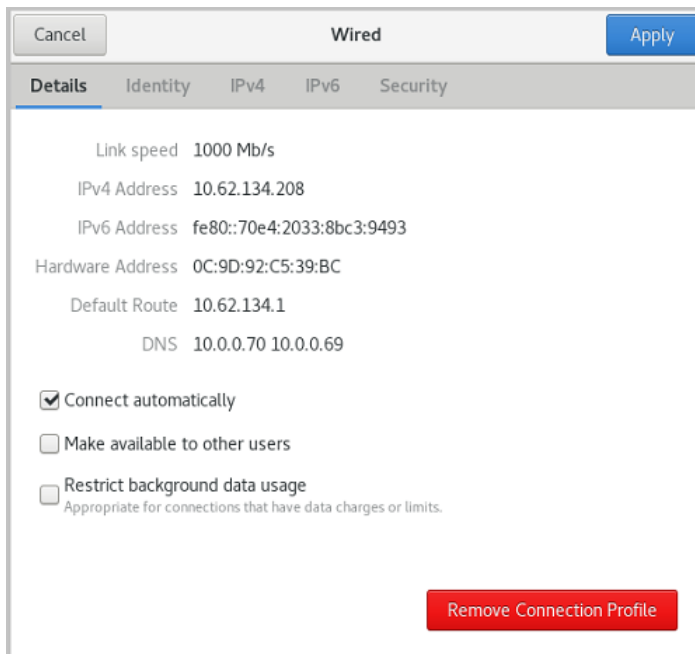 Cancel Wired Apply
Details Identity IPv4 IPv6 Security
Link speed 1000 Mb/s
IPv4 Address 10.62.134.208
IPv6 Address fe80::70e4:2033:8bc3:9493
Hardware Address 0C:9D:92:C5:39:BC
Default Route 10.62.134.1
DNS 10.0.0.70 10.0.0.69
Connect automatically
Make available to other users
Restrict background data usage
Appropriate for connections that have data charges or limits.
Remove Connection Profile